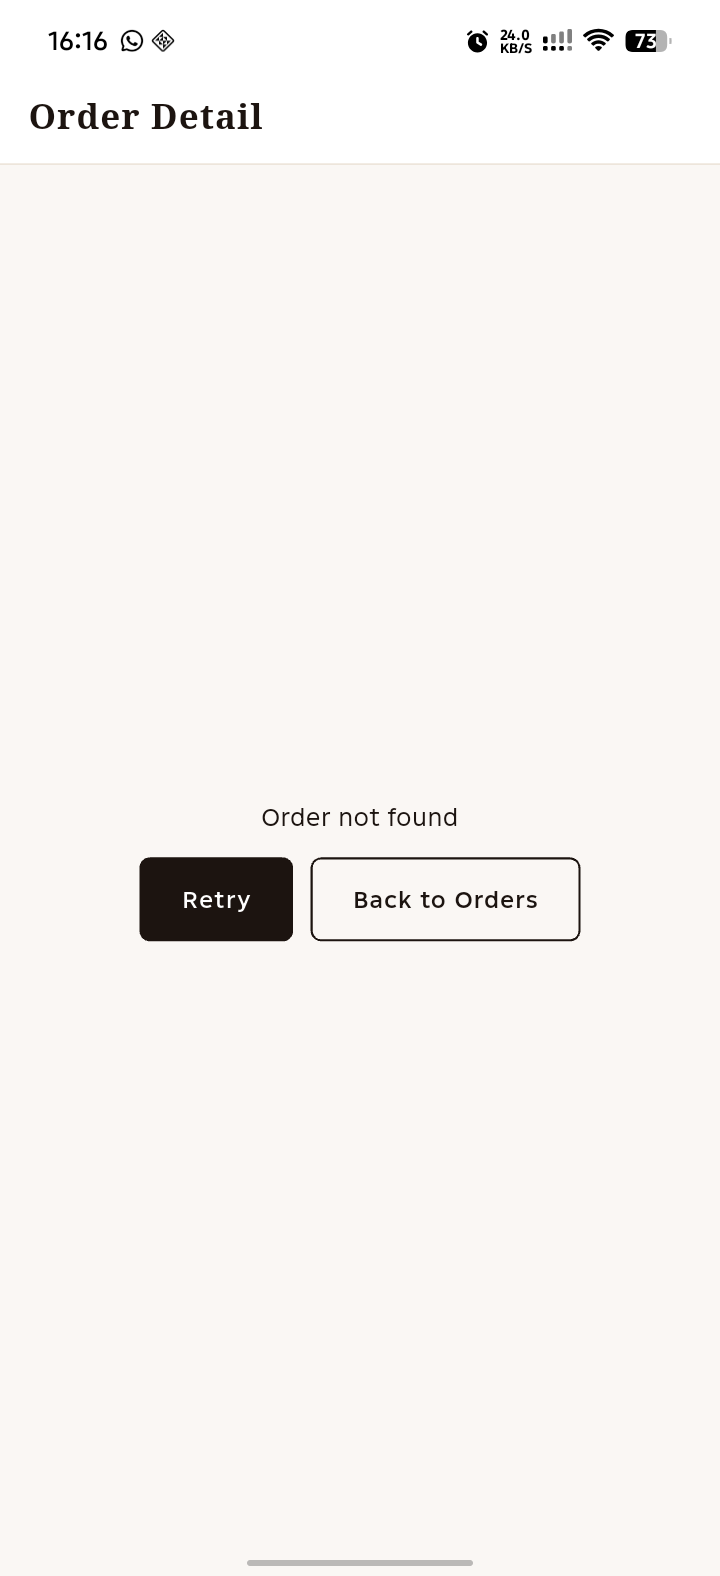 16:16
24.0
KB/S
73
Order Detail
Order not found
Retry
Back to Orders